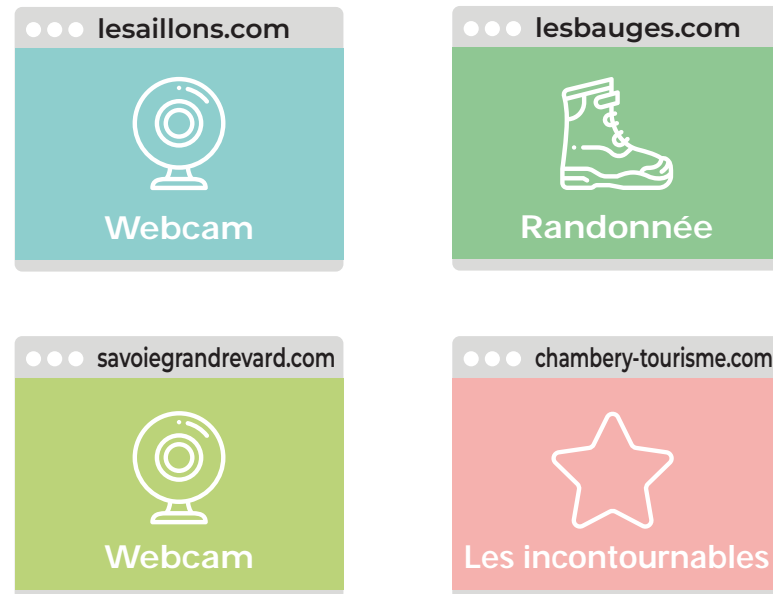 lesaillons.com
Webcam
lesbauges.com
Randonnée
savoiegrandrevard.com
Webcam
chambery-tourisme.com
Les incontournables